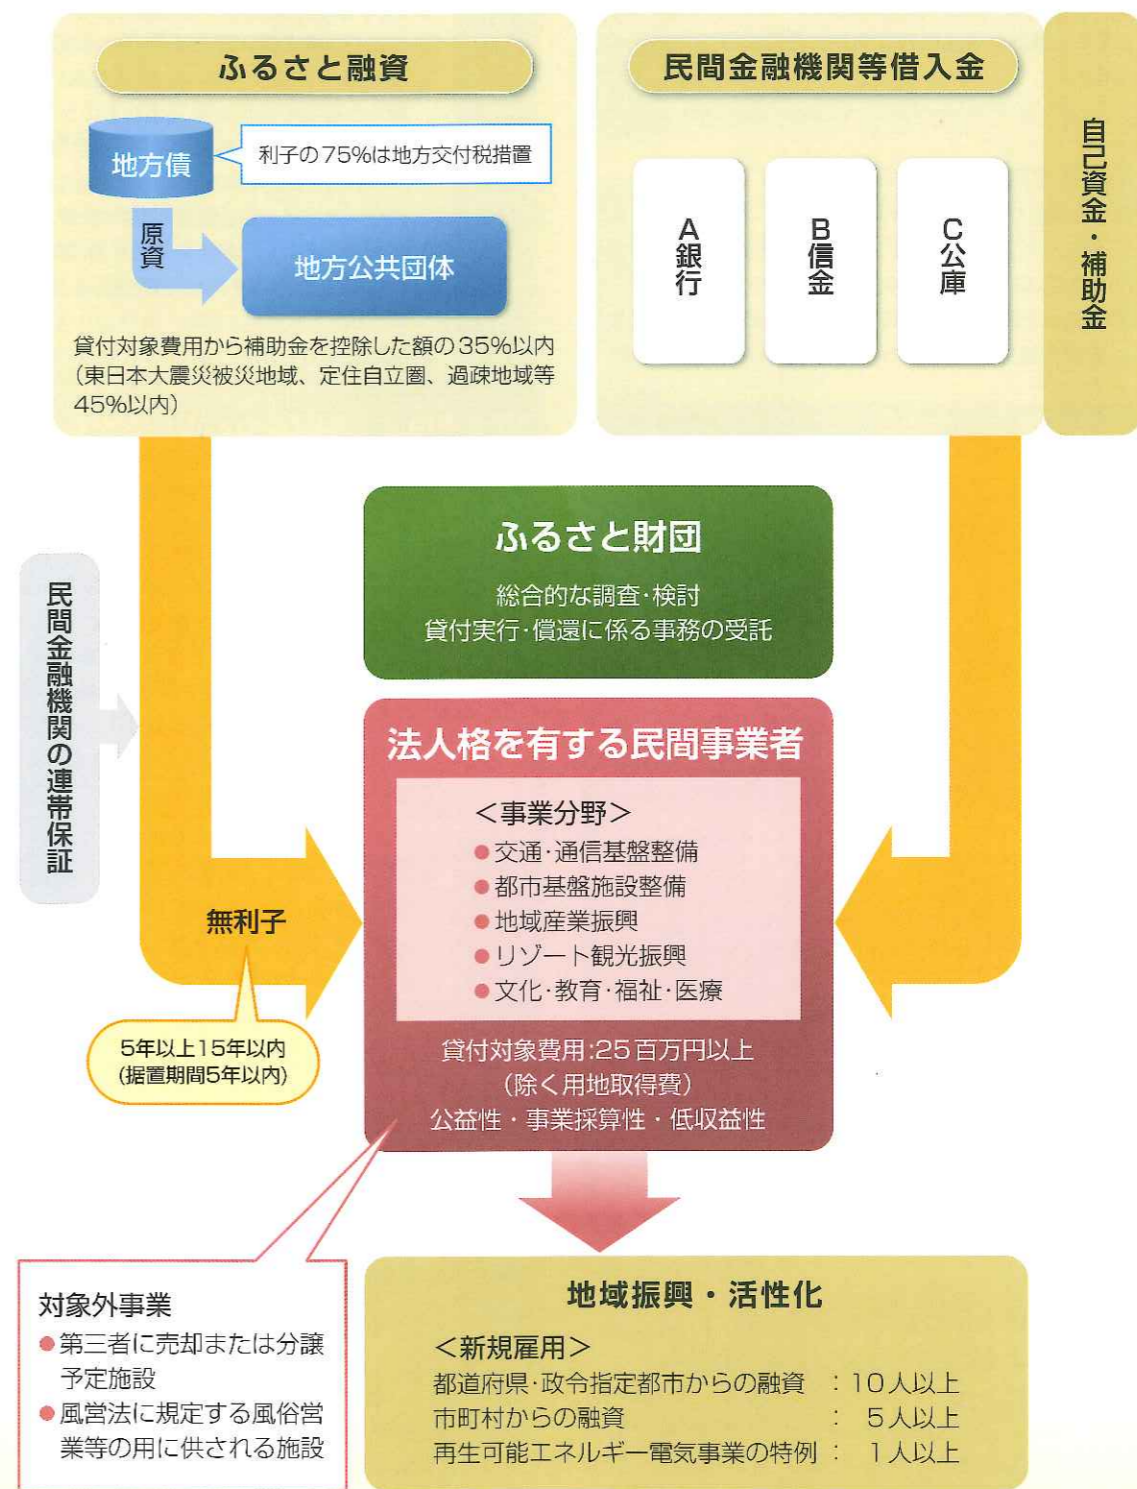 ふるさと融資
地方債
利子の75%は地方交付税措置
原資
地方公共団体
貸付対象費用から補助金を控除した額の35%以内
（東日本大震災被災地域、定住自立圏、過疎地域等
45%以内）
民間金融機関等借入金
A銀行
B信金
C公庫
自己資金・補助金
ふるさと財団
総合的な調査・検討
貸付実行・償還に係る事務の受託
民間金融機関の連帯保証
法人格を有する民間事業者
＜事業分野＞
●交通・通信基盤整備
●都市基盤施設整備
●地域産業振興
●リゾート観光振興
●文化・教育・福祉・医療
貸付対象費用:25百万円以上
（除く用地取得費）
公益性・事業採算性・低収益性
無利子
5年以上15年以内
(据置期間5年以内)
対象外事業
●第三者に売却または分譲
予定施設
●風営法に規定する風俗営
業等の用に供される施設
地域振興・活性化
＜新規雇用＞
都道府県・政令指定都市からの融資 ：10人以上
市町村からの融資 ： 5人以上
再生可能エネルギー電気事業の特例 ： 1人以上